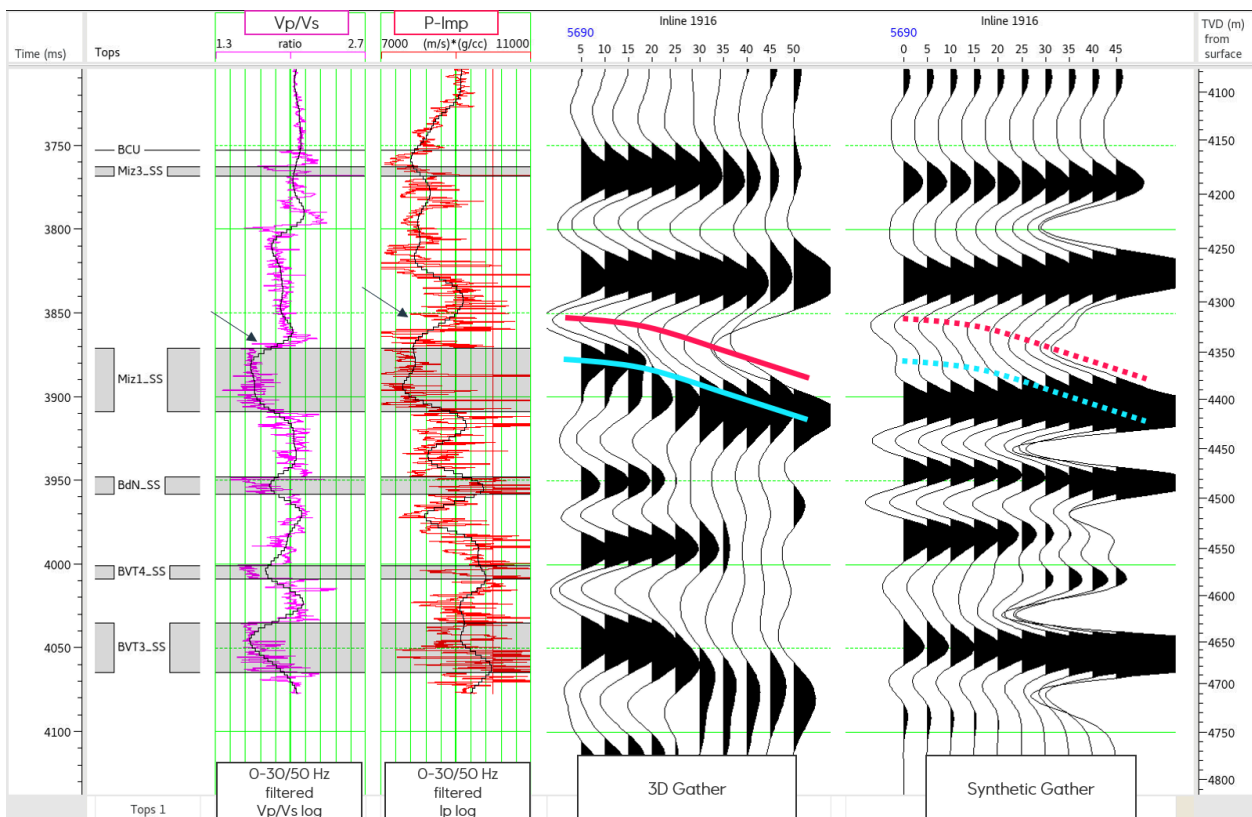 Vp/Vs
P-Imp
Inline 1916
Inline 1916
TVD (m)
from
surface
Time (ms)
Tops
1.3 ratio 2.7
7000 (m/s)*(g/cc) 11000
5690
5 10 15 20 25 30 35 40 45 50
5690
0 5 10 15 20 25 30 35 40 45
3750
3800
3850
3900
3950
4000
4050
4100
BCU
Miz3_SS
Miz1_SS
BdN_SS
BVT4_SS
BVT3_SS
4100
4150
4200
4250
4300
4350
4400
4450
4500
4550
4600
4650
4700
4750
4800
Tops 1
0-30/50 Hz
filtered
Vp/Vs log
0-30/50 Hz
filtered
Ip log
3D Gather
Synthetic Gather